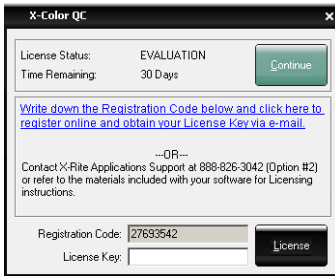 X-Color QC
License Status: EVALUATION
Time Remaining: 30 Days
Continue
Write down the Registration Code below and click here to
register online and obtain your License Key via e-mail.
---OR---
Contact X-Rite Applications Support at 888-826-3042 (Option #2)
or refer to the materials included with your software for Licensing
instructions.
Registration Code: 27693542
License Key:
License